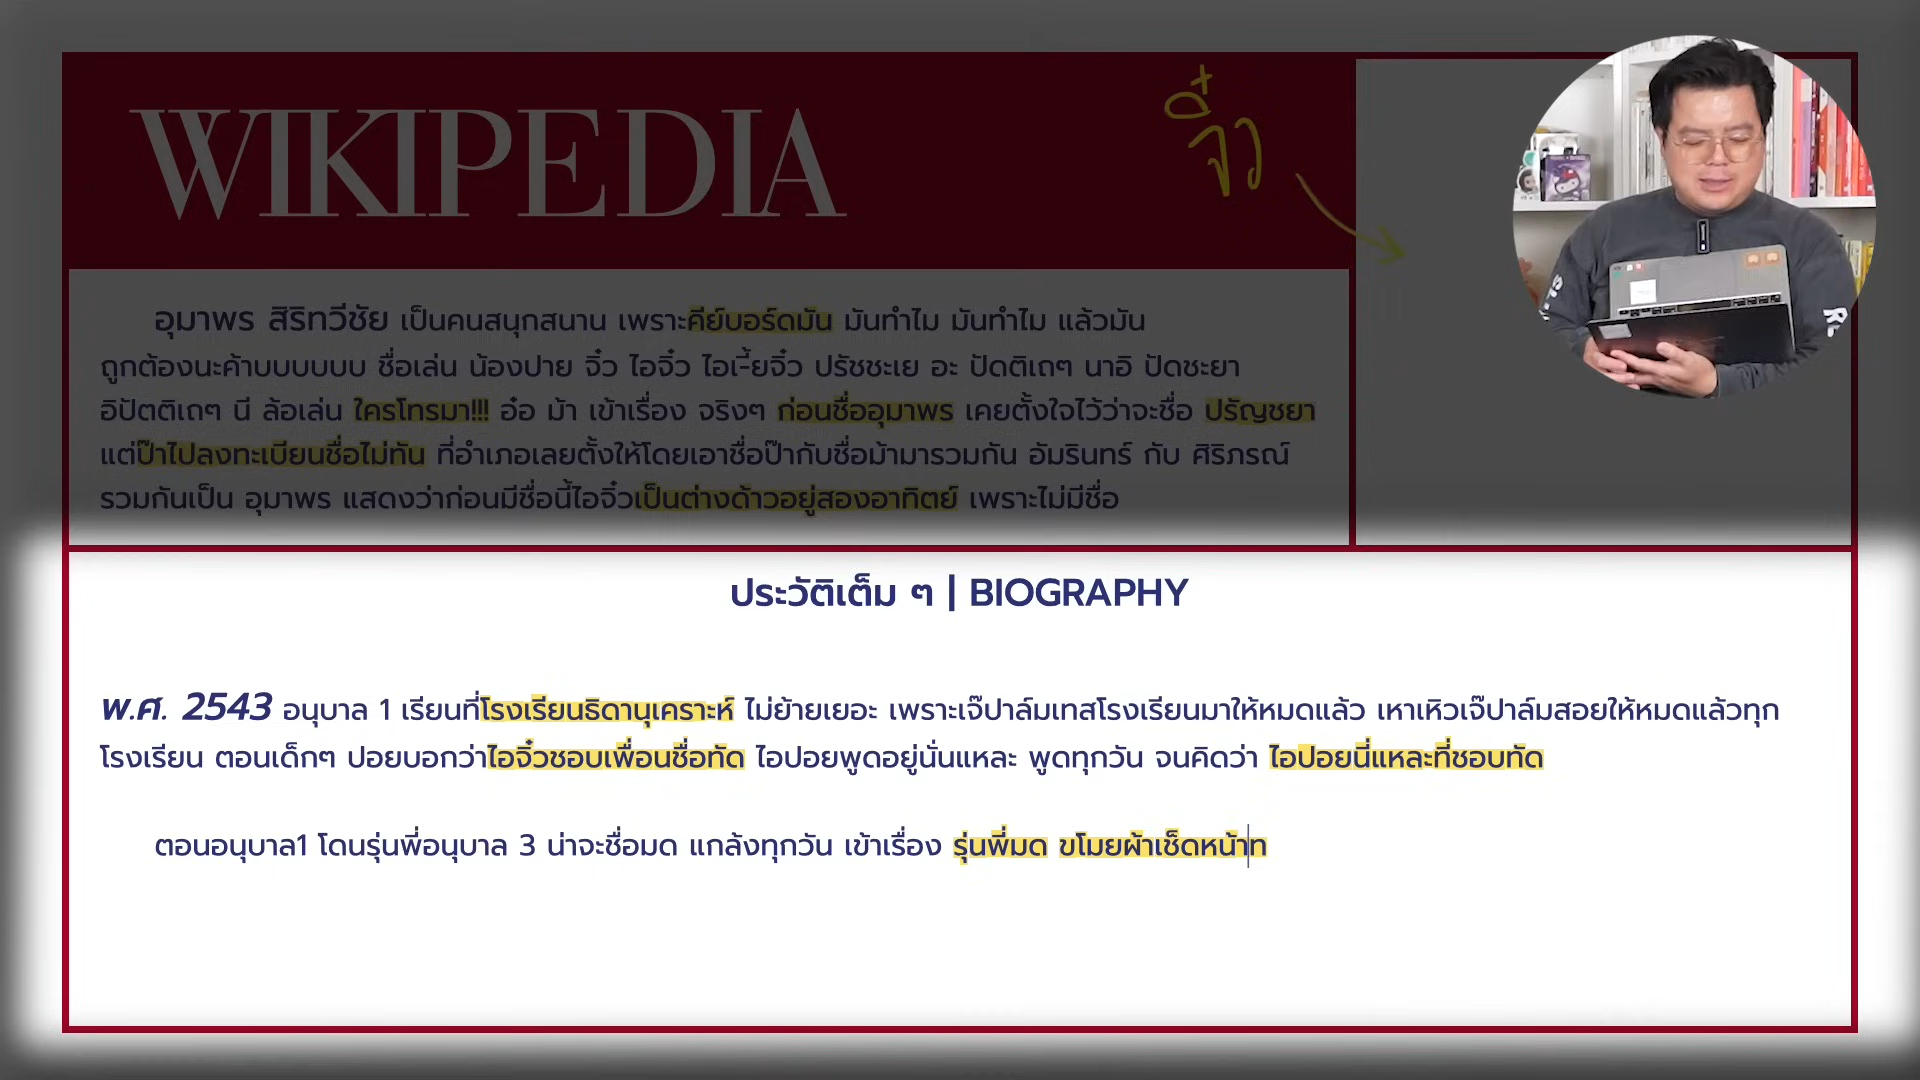 WIKIPEDIA
จิ๋ว
อุมาพร สิริทวีชัย เป็นคนสนุกสนาน เพราะคีย์บอร์ดมัน มันทำไม มันทำไม แล้วมัน
ถูกต้องนะค้าบบบบบบ ชื่อเล่น น้องปาย จิ๋ว ไอจิ๋ว ไอเ-ี้ยจิ๋ว ปรัชชะเย อะ ปัดติเถๆ นาอิ ปัดชะยา
อิปัตติเถๆ นี ล้อเล่น ใครโทรมา!!! อ๋อ ม้า เข้าเรื่อง จริงๆ ก่อนชื่ออุมาพร เคยตั้งใจไว้ว่าจะชื่อ ปรัญชยา
แต่ป๊าไปลงทะเบียนชื่อไม่ทัน ที่อำเภอเลยตั้งให้โดยเอาชื่อป๊ากับชื่อม้ามารวมกัน อัมรินทร์ กับ ศิริภรณ์
รวมกันเป็น อุมาพร แสดงว่าก่อนมีชื่อนี้ไอจิ๋วเป็นต่างด้าวอยู่สองอาทิตย์ เพราะไม่มีชื่อ
ประวัติเต็ม ๆ | BIOGRAPHY
พ.ศ. 2543 อนุบาล 1 เรียนที่โรงเรียนธิดานุเคราะห์ ไม่ย้ายเยอะ เพราะเจ๊ปาล์มเทสโรงเรียนมาให้หมดแล้ว เหาเหิวเจ๊ปาล์มสอยให้หมดแล้วทุก
โรงเรียน ตอนเด็กๆ ปอยบอกว่าไอจิ๋วชอบเพื่อนชื่อทัด ไอปอยพูดอยู่นั่นแหละ พูดทุกวัน จนคิดว่า ไอปอยนี่แหละที่ชอบทัด
ตอนอนุบาล1 โดนรุ่นพี่อนุบาล 3 น่าจะชื่อมด แกล้งทุกวัน เข้าเรื่อง รุ่นพี่มด ขโมยผ้าเช็ดหน้าท